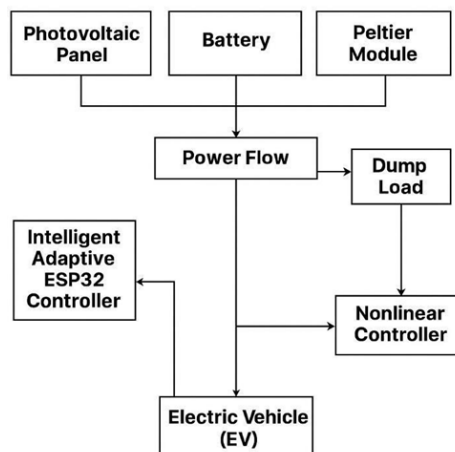 Photovoltaic
Panel
Battery
Peltier
Module
Power Flow
Dump
Load
Intelligent
Adaptive
ESP32
Controller
Nonlinear
Controller
Electric Vehicle
(EV)